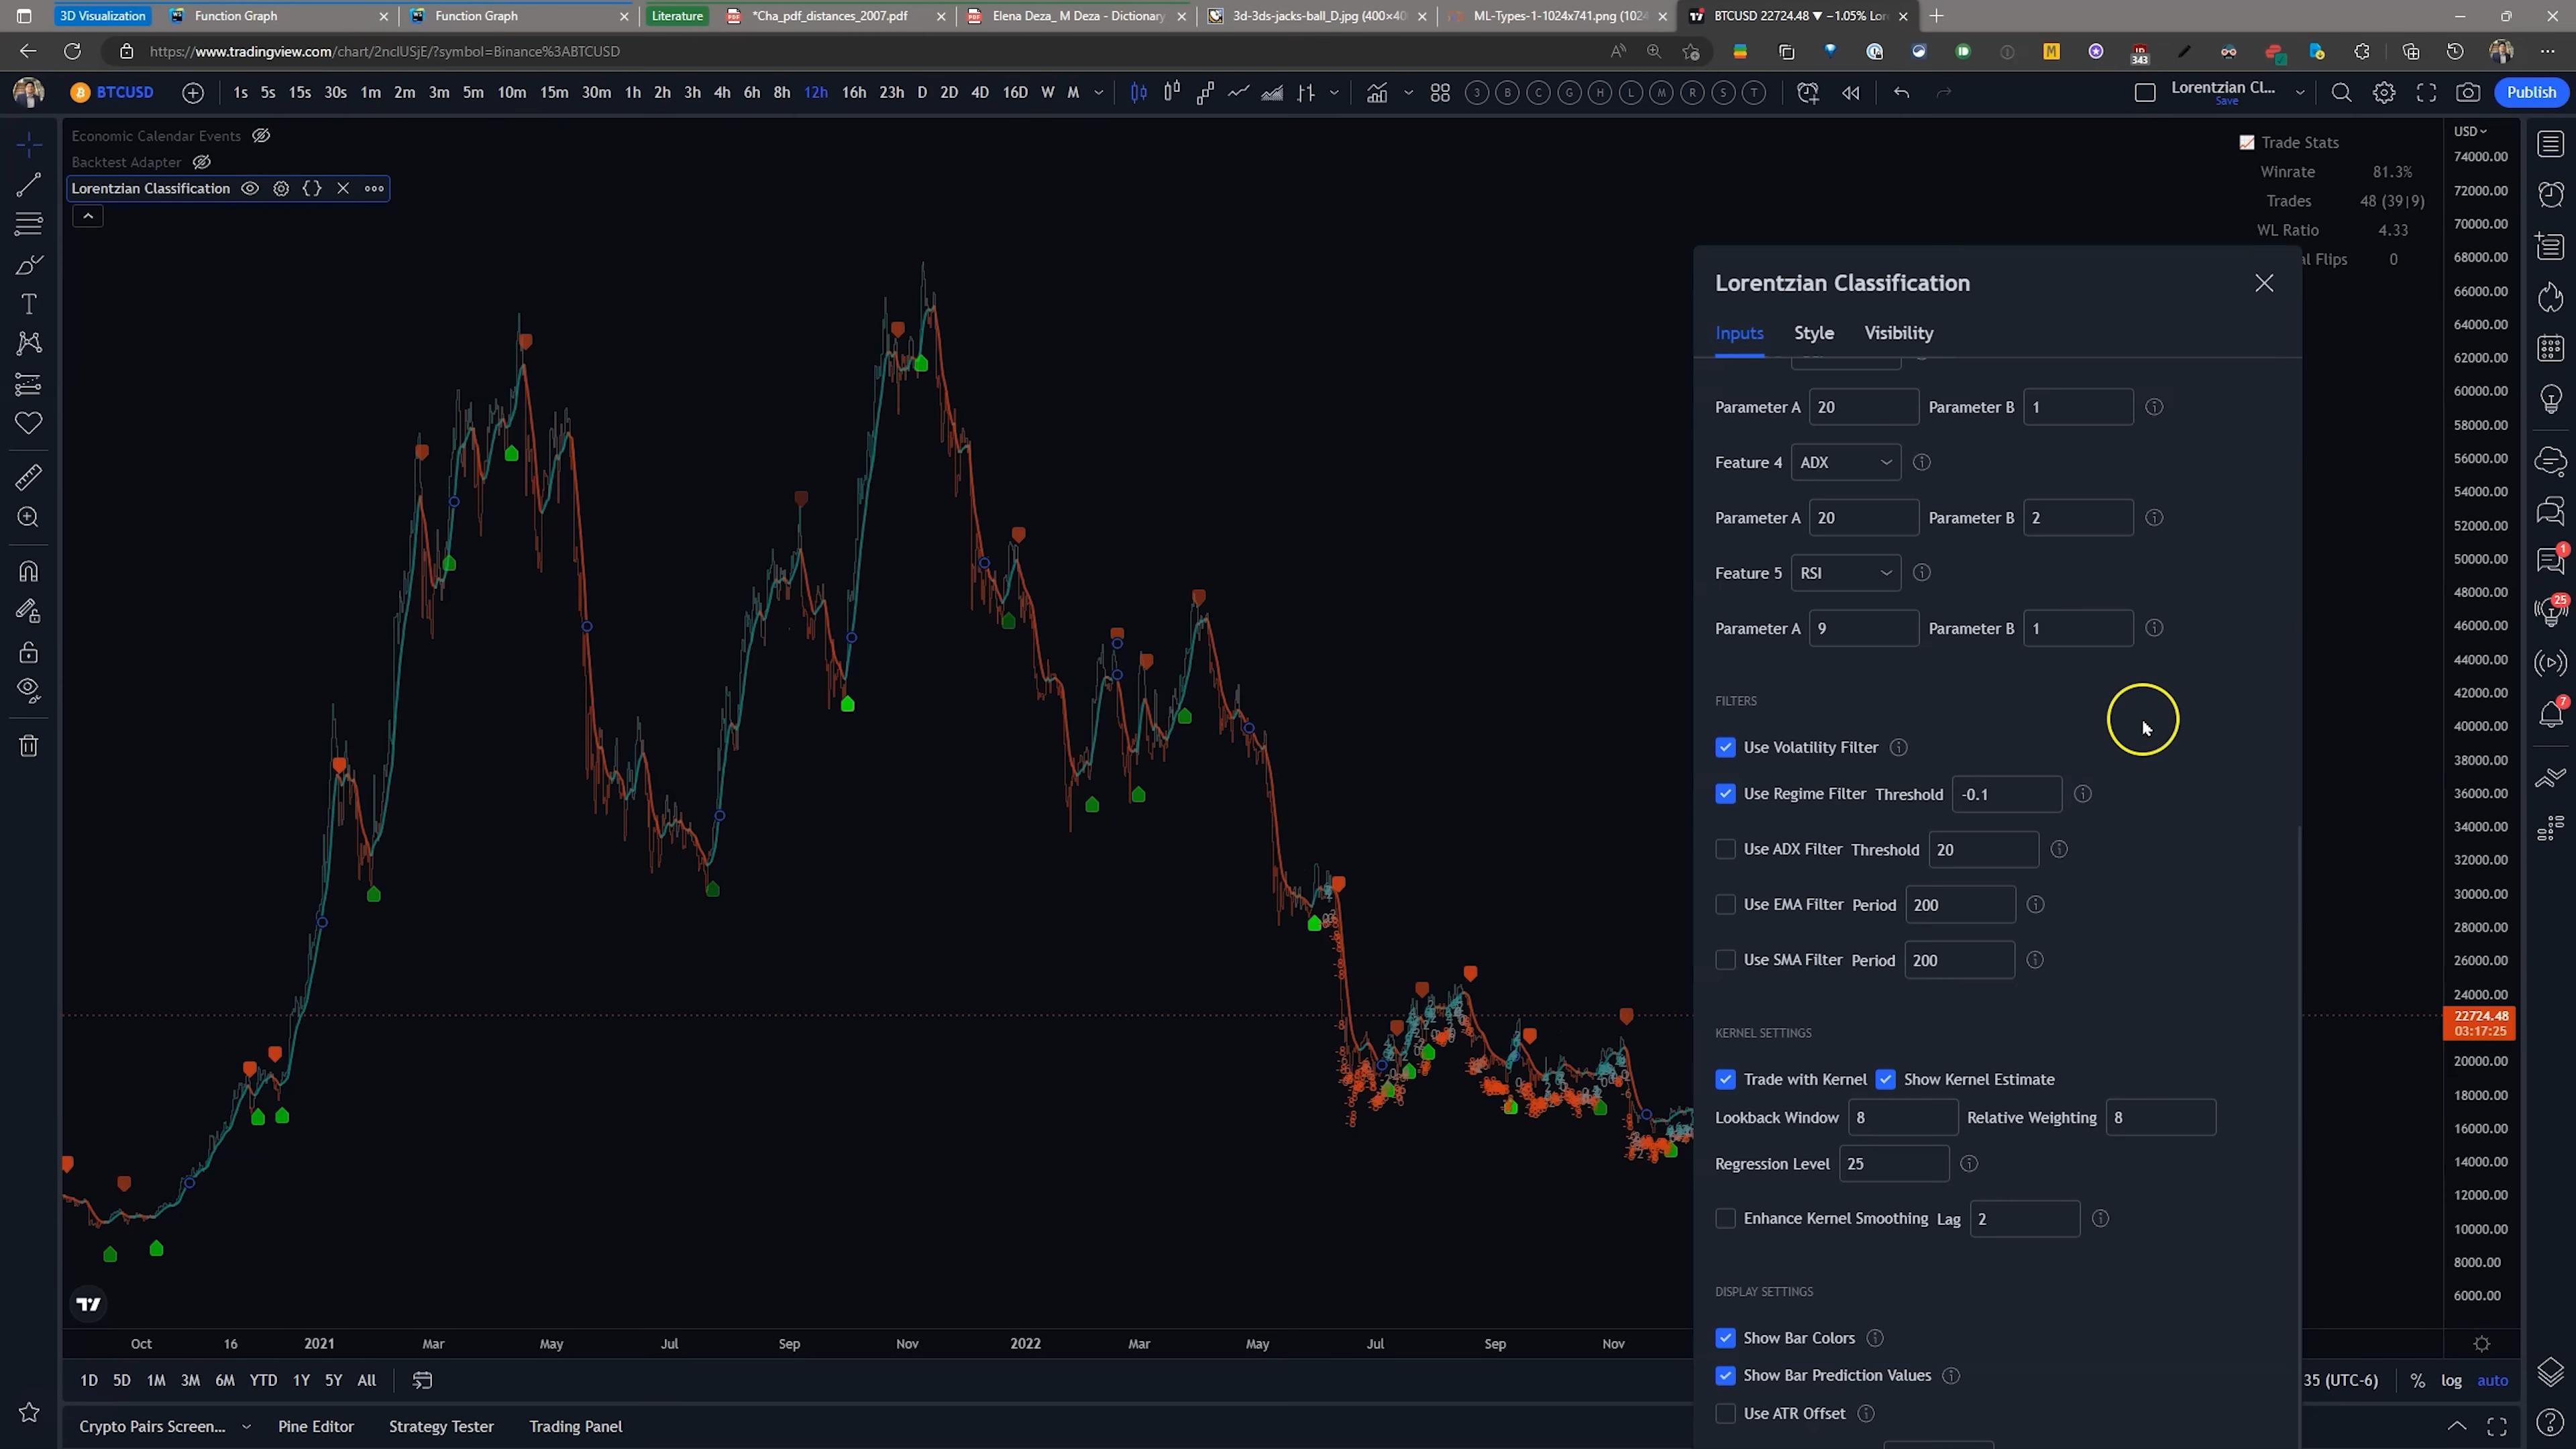 3D Visualization Function Graph Function Graph Literature *Cha_pdf_distances_2007.pdf Elena Deza_ M Deza - Dictionary 3d-3ds-jacks-ball_D.jpg (400×40 ML-Types-1-1024x741.png (102 BTCUSD 22724.48 ▼ −1.05% Lor
https://www.tradingview.com/chart/2nclUSjE/?symbol=Binance%3ABTCUSD
343
BTCUSD 1s 5s 15s 30s 1m 2m 3m 5m 10m 15m 30m 1h 2h 3h 4h 6h 8h 12h 16h 23h D 2D 4D 16D W M 3 B C G H L M R S T Lorentzian Cl... Publish
Save
Economic Calendar Events
Backtest Adapter
Lorentzian Classification
Trade Stats
Winrate 81.3%
Trades 48 (39|9)
WL Ratio 4.33
al Flips 0
USD
74000.00
72000.00
70000.00
68000.00
66000.00
64000.00
62000.00
60000.00
58000.00
56000.00
54000.00
52000.00
50000.00
48000.00
46000.00
44000.00
42000.00
40000.00
38000.00
36000.00
34000.00
32000.00
30000.00
28000.00
26000.00
24000.00
22724.48
03:17:25
20000.00
18000.00
16000.00
14000.00
12000.00
10000.00
8000.00
6000.00
Lorentzian Classification
Inputs Style Visibility
Parameter A 20 Parameter B 1
Feature 4 ADX
Parameter A 20 Parameter B 2
Feature 5 RSI
Parameter A 9 Parameter B 1
FILTERS
Use Volatility Filter
Use Regime Filter Threshold -0.1
Use ADX Filter Threshold 20
Use EMA Filter Period 200
Use SMA Filter Period 200
KERNEL SETTINGS
Trade with Kernel Show Kernel Estimate
Lookback Window 8 Relative Weighting 8
Regression Level 25
Enhance Kernel Smoothing Lag 2
DISPLAY SETTINGS
Show Bar Colors
Show Bar Prediction Values
Use ATR Offset
1
25
7
Oct 16 2021 Mar May Jul Sep Nov 2022 Mar May Jul Sep Nov
1D 5D 1M 3M 6M YTD 1Y 5Y All 35 (UTC-6) % log auto
Crypto Pairs Screen... Pine Editor Strategy Tester Trading Panel